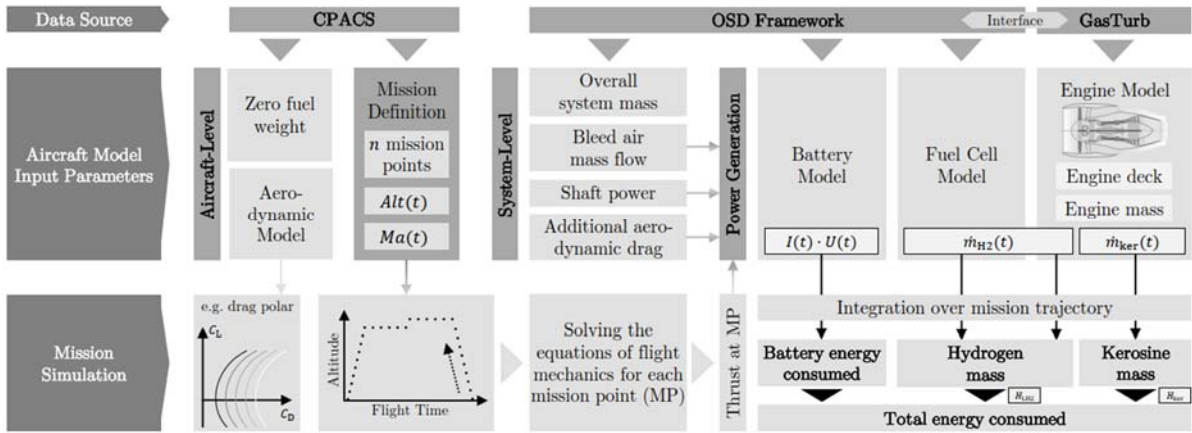 Data Source
CPACS
OSD Framework
Interface
GasTurb
Aircraft Model
Input Parameters
Aircraft-Level
Zero fuel
weight
Aero-
dynamic
Model
Mission
Definition
n mission
points
Alt(t)
Ma(t)
System-Level
Overall
system mass
Bleed air
mass flow
Shaft power
Additional aero-
dynamic drag
Power Generation
Battery
Model
I(t) · U(t)
Fuel Cell
Model
ṁH2(t)
Engine Model
Engine deck
Engine mass
ṁker(t)
Mission
Simulation
e.g. drag polar
CL
CD
Altitude
Flight Time
Solving the
equations of flight
mechanics for each
mission point (MP)
Thrust at MP
Integration over mission trajectory
Battery energy
consumed
Hydrogen
mass
Kerosine
mass
HLH2
Hker
Total energy consumed